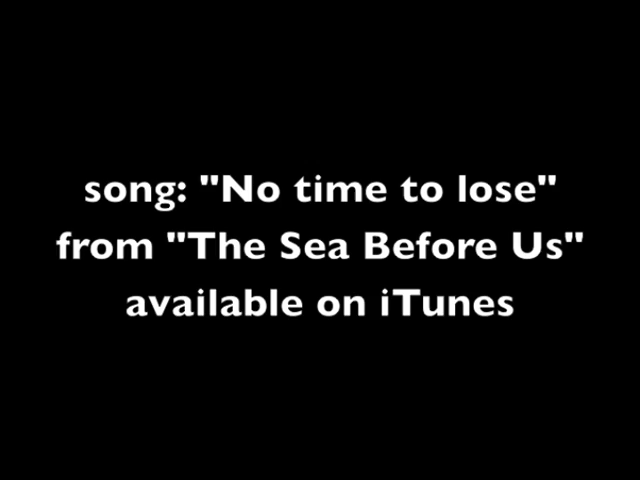 song: "No time to lose"
from "The Sea Before Us"
available on iTunes